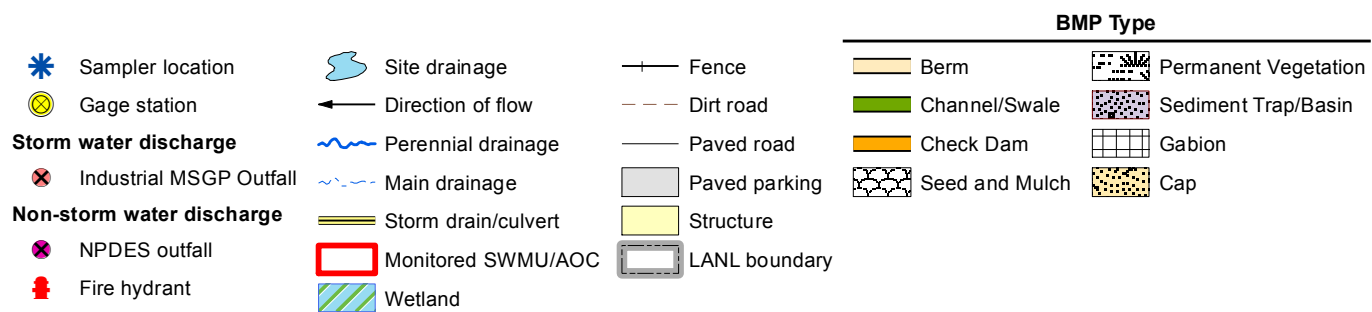 BMP Type
Sampler location
Gage station
Storm water discharge
Industrial MSGP Outfall
Non-storm water discharge
NPDES outfall
Fire hydrant
Site drainage
Direction of flow
Perennial drainage
Main drainage
Storm drain/culvert
Monitored SWMU/AOC
Wetland
Fence
Dirt road
Paved road
Paved parking
Structure
LANL boundary
Berm
Channel/Swale
Check Dam
Seed and Mulch
Permanent Vegetation
Sediment Trap/Basin
Gabion
Cap